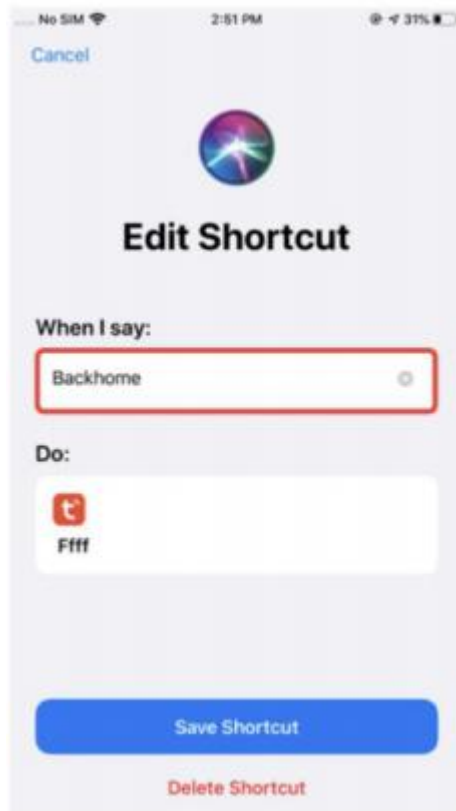 No SIM 2:51 PM 31%
Cancel
Edit Shortcut
When I say:
Backhome
Do:
t
Ffff
Save Shortcut
Delete Shortcut